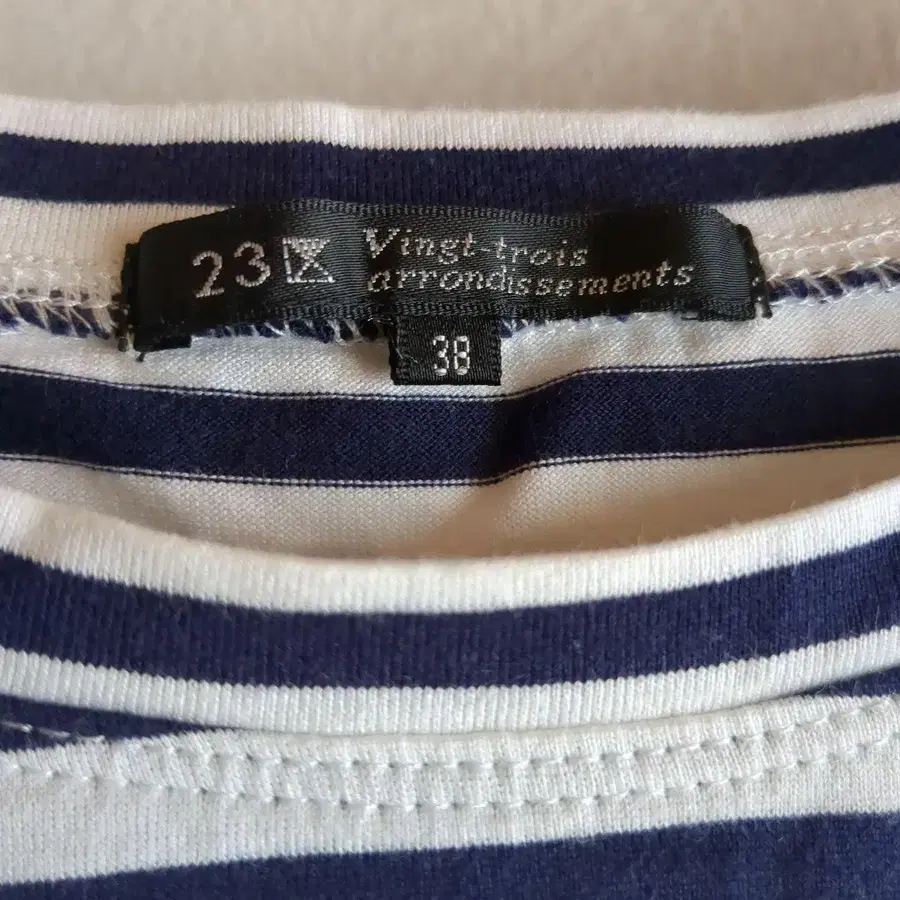 23区
Vingt-trois
arrondissements
38